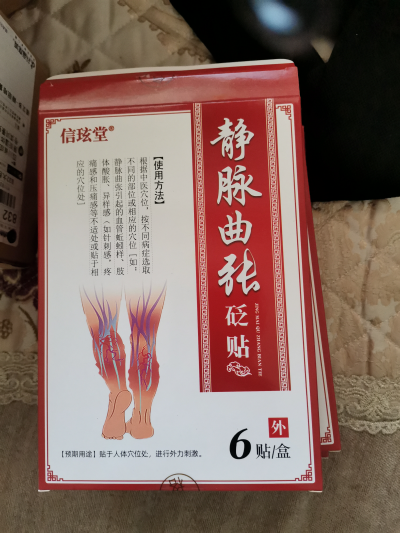 信玹堂®
静脉曲张
砭贴
JING MAI QU ZHANG BIAN TIE
【使用方法】
根据中医穴位，按不同病症选取
不同的部位或相应的穴位（如：
静脉曲张引起的血管蚯蚓样，肢
体酸胀、异样感（如针刺感，疼
痛感和压痛感等不适处或贴于相
应的穴位处）
外
6贴/盒
【预期用途】贴于人体穴位处，进行外力刺激。